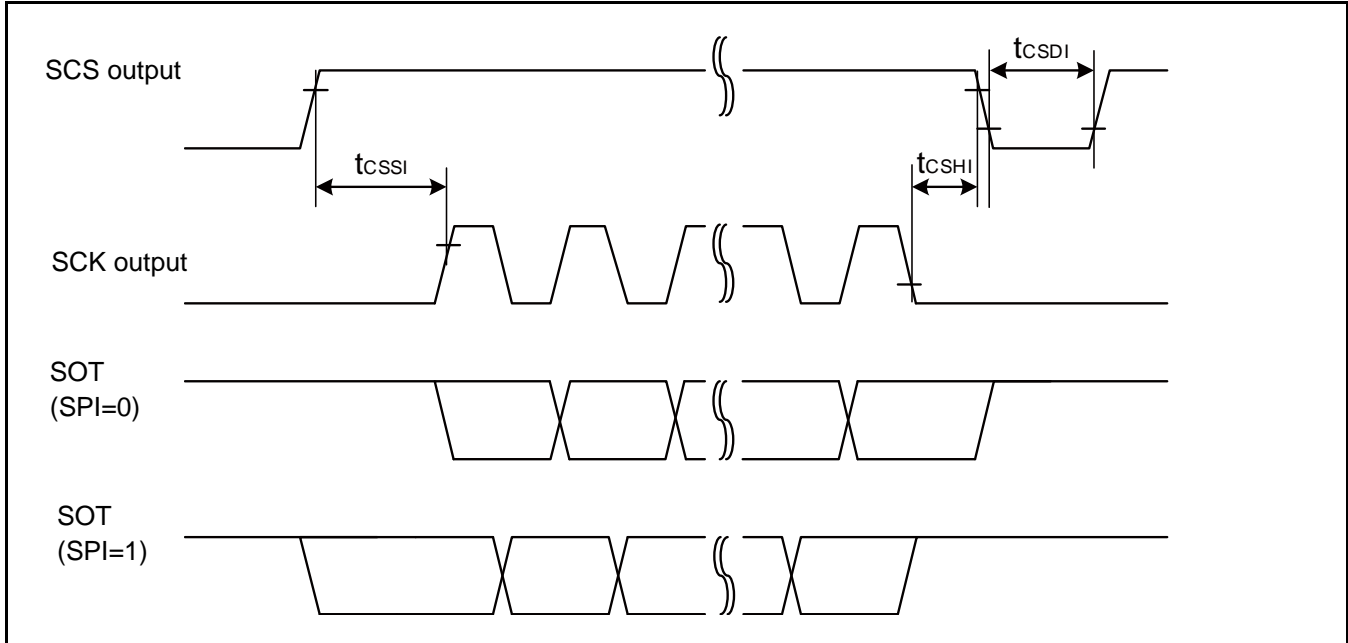 SCS output
tCSDI
tCSSI
tCSHI
SCK output
SOT
(SPI=0)
SOT
(SPI=1)